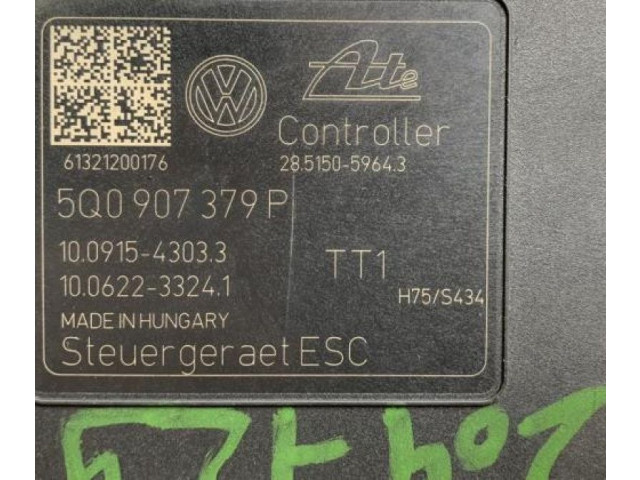 Ate
Controller
61321200176 28.5150-5964.3
5Q0 907 379 P
10.0915-4303.3
10.0622-3324.1
TT1
H75/S434
MADE IN HUNGARY
Steuergeraet ESC